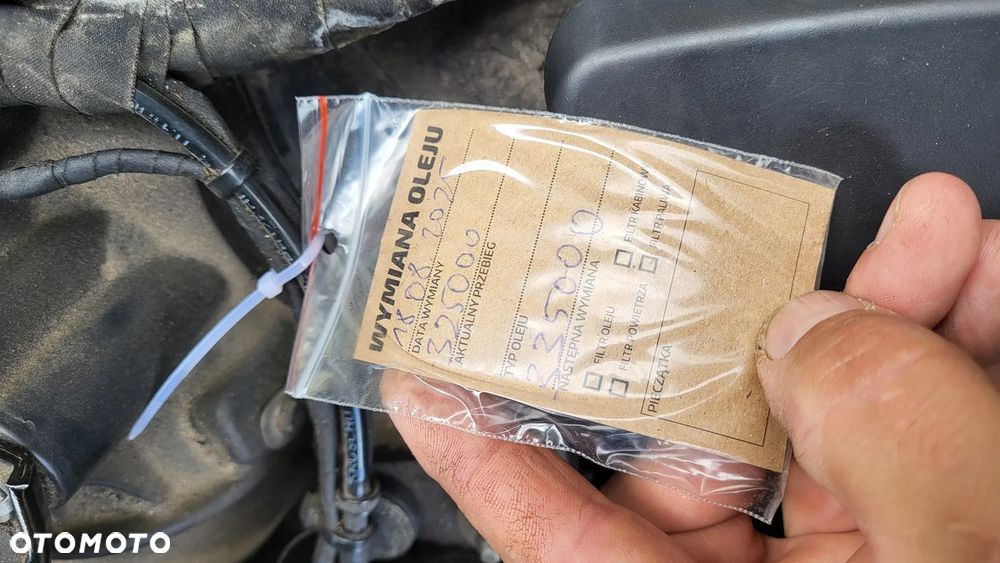 WYMIANA OLEJU
18 08 2025
DATA WYMIANY
325000
AKTUALNY PRZEBIEG
TYP OLEJU
335000
NASTĘPNA WYMIANA
FILTR OLEJU
FILTR KABINOWY
FILTR POWIETRZA
FILTR PALIWA
PIECZĄTKA
OTOMOTO